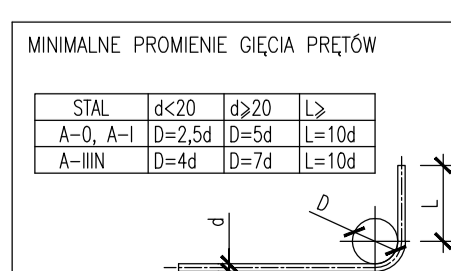 MINIMALNE PROMIENIE GIĘCIA PRĘTÓW
STAL d<20 d⩾20 L⩾
A-0, A-I D=2,5d D=5d L=10d
A-IIIN D=4d D=7d L=10d
D
d
L